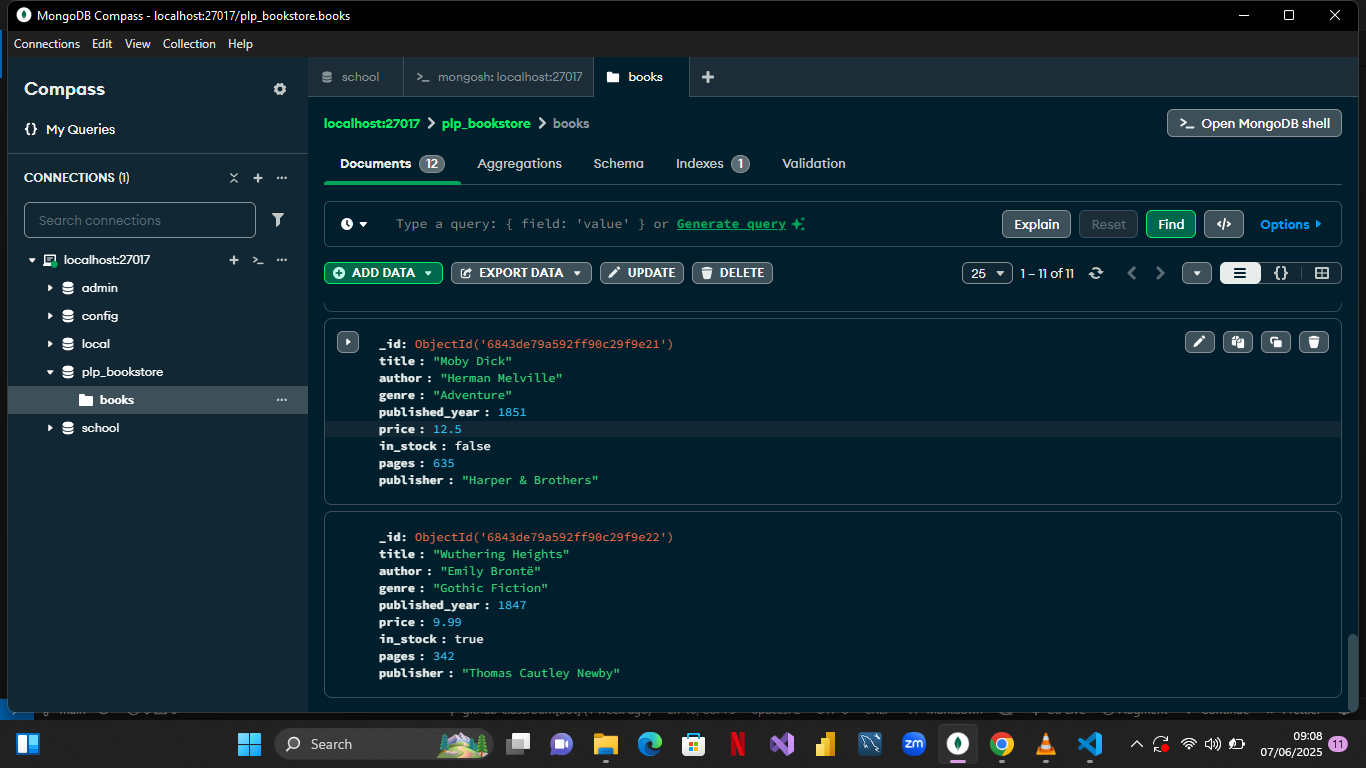 MongoDB Compass - localhost:27017/plp_bookstore.books
Connections Edit View Collection Help
Compass
{} My Queries
CONNECTIONS (1)
Search connections
localhost:27017
admin
config
local
plp_bookstore
books
school
school
>_ mongosh: localhost:27017
books
localhost:27017 > plp_bookstore > books
>_ Open MongoDB shell
Documents 12 Aggregations Schema Indexes 1 Validation
Type a query: { field: 'value' } or Generate query
Explain Reset Find </> Options
ADD DATA EXPORT DATA UPDATE DELETE 25 1 – 11 of 11 {}
_id: ObjectId('6843de79a592ff90c29f9e21')
title : "Moby Dick"
author : "Herman Melville"
genre : "Adventure"
published_year : 1851
price : 12.5
in_stock : false
pages : 635
publisher : "Harper & Brothers"
_id: ObjectId('6843de79a592ff90c29f9e22')
title : "Wuthering Heights"
author : "Emily Brontë"
genre : "Gothic Fiction"
published_year : 1847
price : 9.99
in_stock : true
pages : 342
publisher : "Thomas Cautley Newby"
Search
zm
09:08
07/06/2025
11